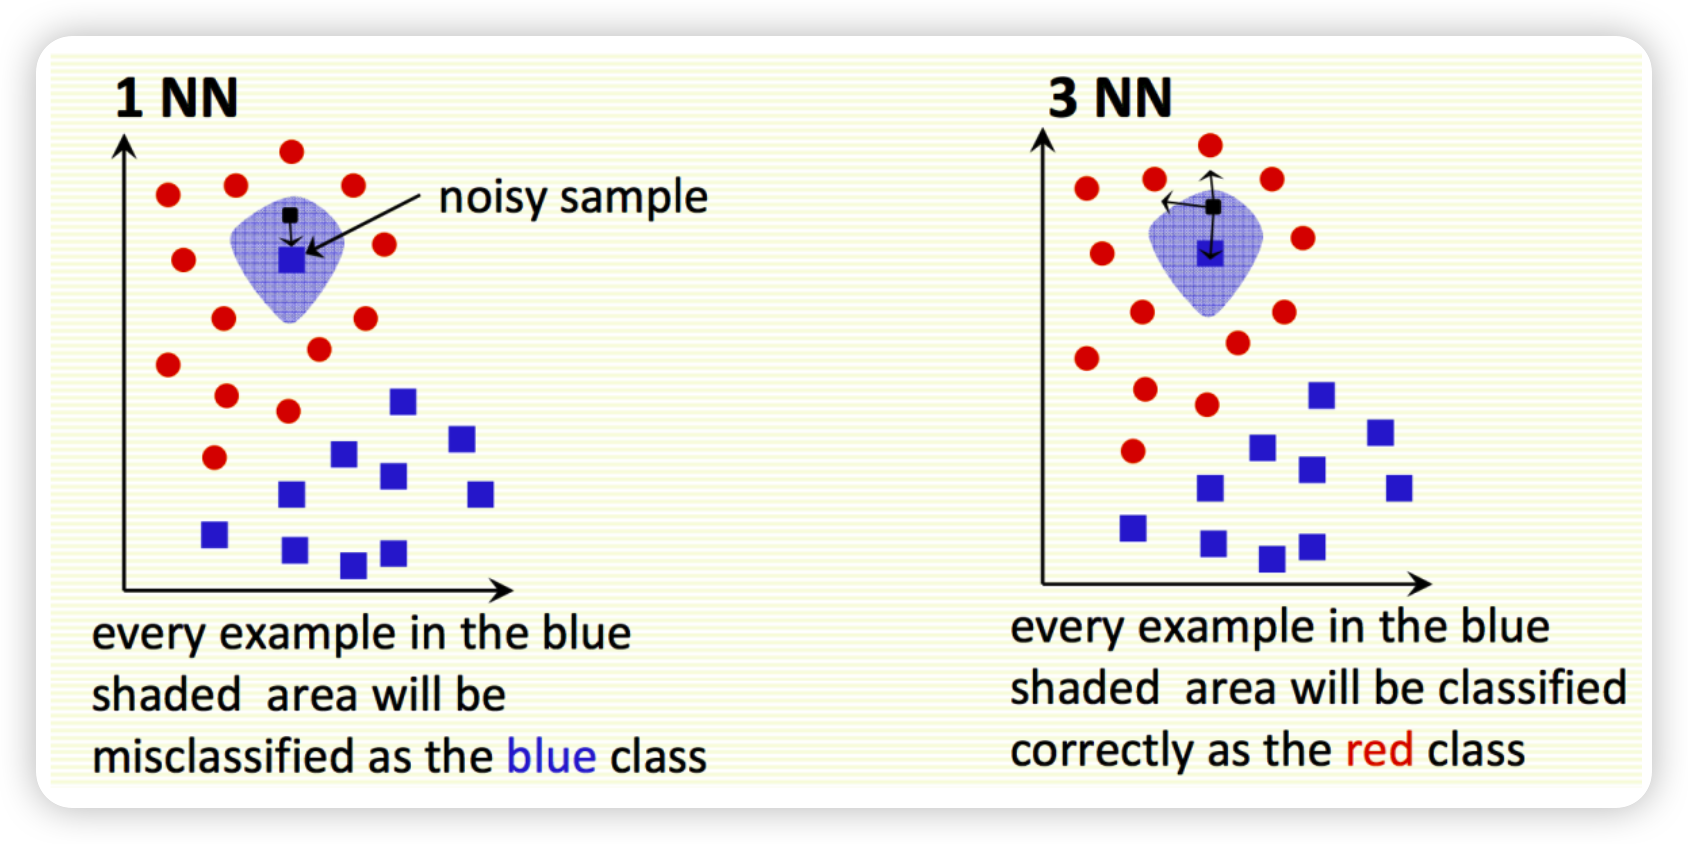 1 NN
noisy sample
every example in the blue
shaded area will be
misclassified as the blue class
3 NN
every example in the blue
shaded area will be classified
correctly as the red class